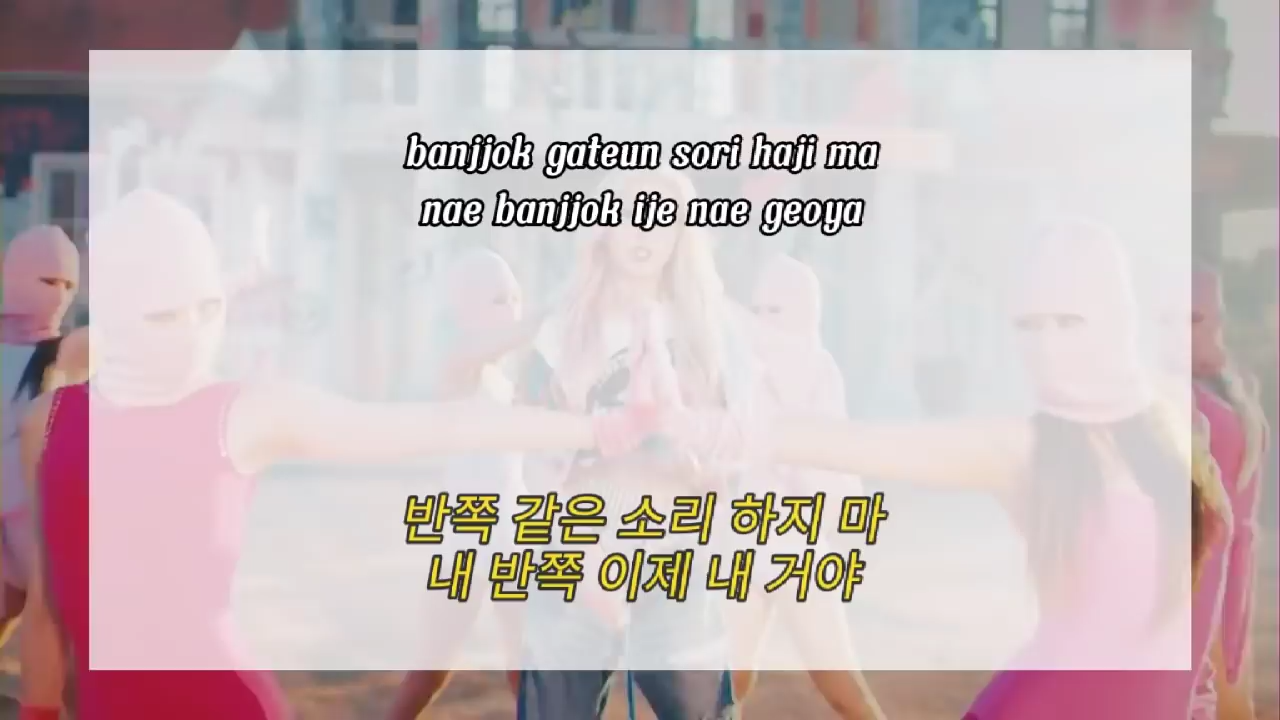 banjjok gateun sori haji ma
nae banjjok ije nae geoya
반쪽 같은 소리 하지 마
내 반쪽 이제 내 거야